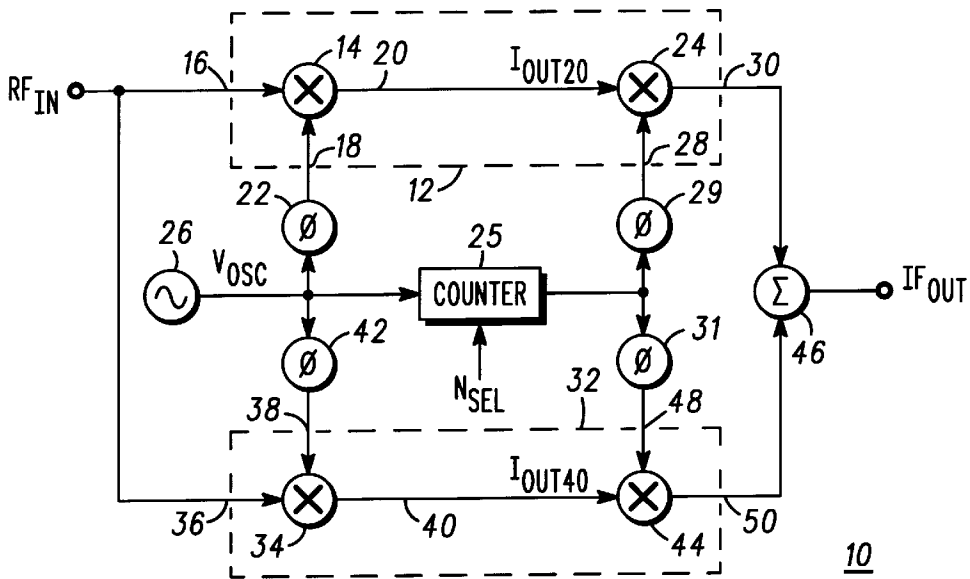 14 24
RF_IN 16 20 I_OUT20 30
18 28
12
22 Ø Ø 29
26 25
V_OSC COUNTER Σ IF_OUT
46
42 Ø Ø 31
N_SEL 32
38 48
I_OUT40
36 34 40 44 50
10